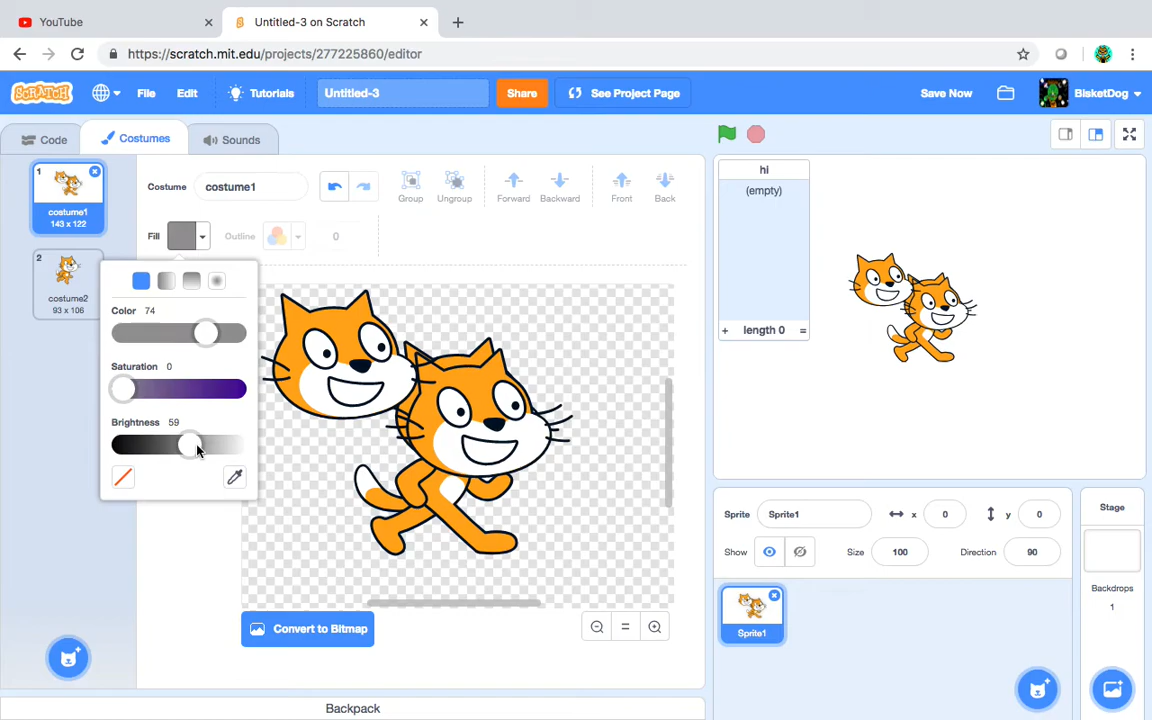 YouTube
Untitled-3 on Scratch
https://scratch.mit.edu/projects/277225860/editor
SCRATCH File Edit Tutorials Untitled-3 Share See Project Page Save Now BisketDog
Code Costumes Sounds
1
costume1
143 x 122
2
costume2
93 x 106
Costume costume1 Group Ungroup Forward Backward Front Back
Fill Outline 0
Color 74
Saturation 0
Brightness 59
Convert to Bitmap
Backpack
hi
(empty)
+ length 0 =
Sprite Sprite1 x 0 y 0
Show Size 100 Direction 90
Sprite1
Stage
Backdrops
1